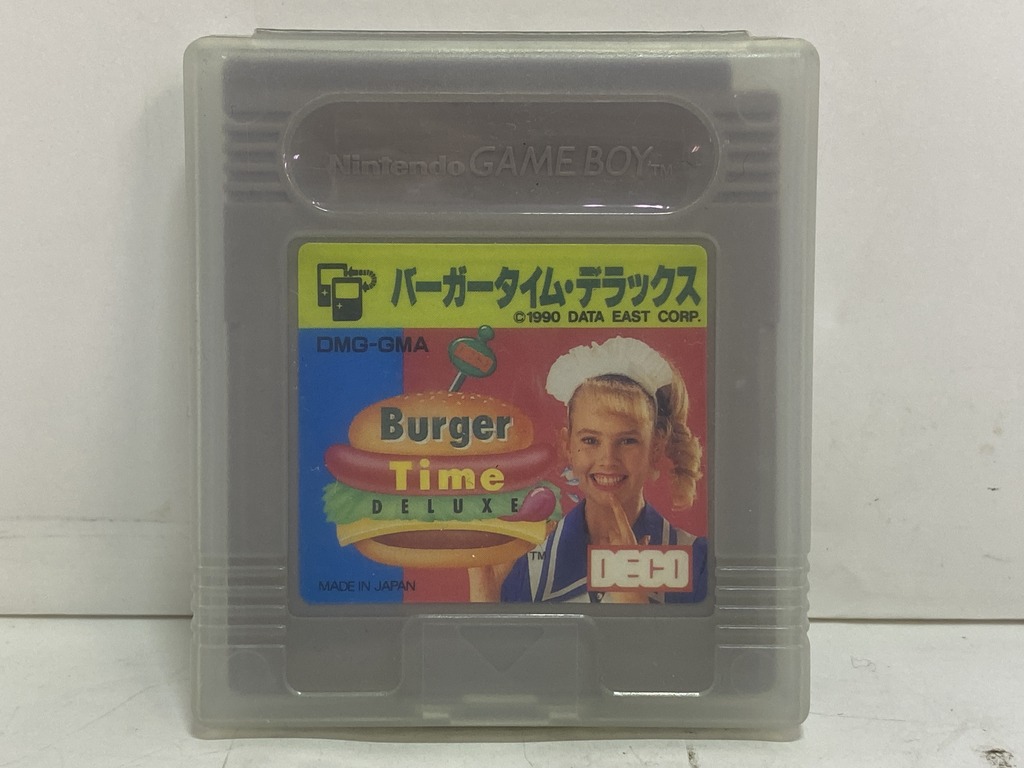 Nintendo GAME BOY TM
バーガータイム・デラックス
©1990 DATA EAST CORP.
DMG-GMA
Burger
Time
DELUXE
TM
DECO
MADE IN JAPAN